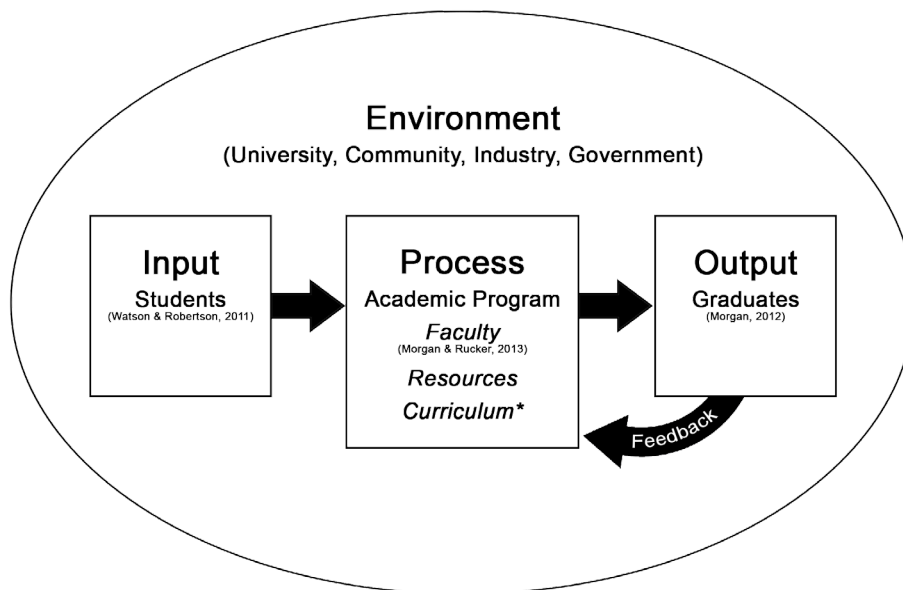 Environment
(University, Community, Industry, Government)
Input
Students
(Watson & Robertson, 2011)
Process
Academic Program
Faculty
(Morgan & Rucker, 2013)
Resources
Curriculum*
Output
Graduates
(Morgan, 2012)
Feedback